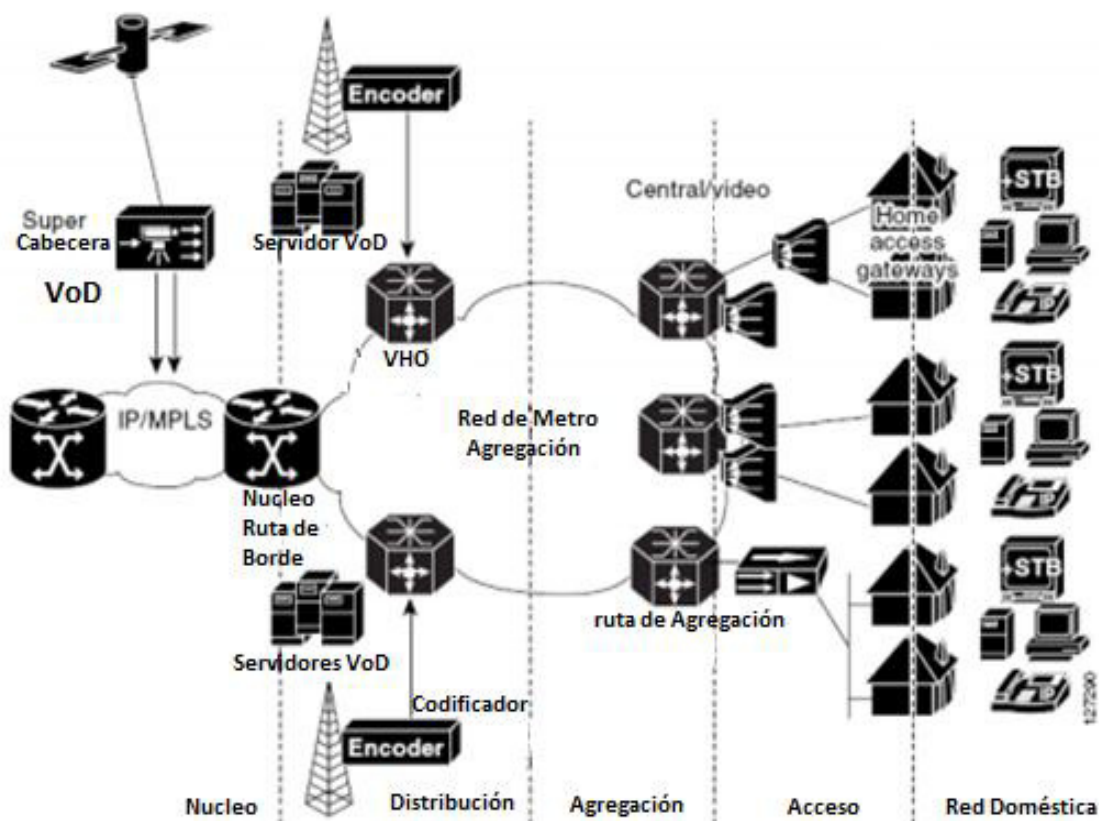 Encoder
Super
Cabecera
VoD
Servidor VoD
Central/video
Home
access
gateways
STB
VHO
IP/MPLS
Red de Metro
Agregación
STB
Nucleo
Ruta de
Borde
Servidores VoD
ruta de Agregación
STB
Codificador
Encoder
127290
Nucleo
Distribución
Agregación
Acceso
Red Doméstica